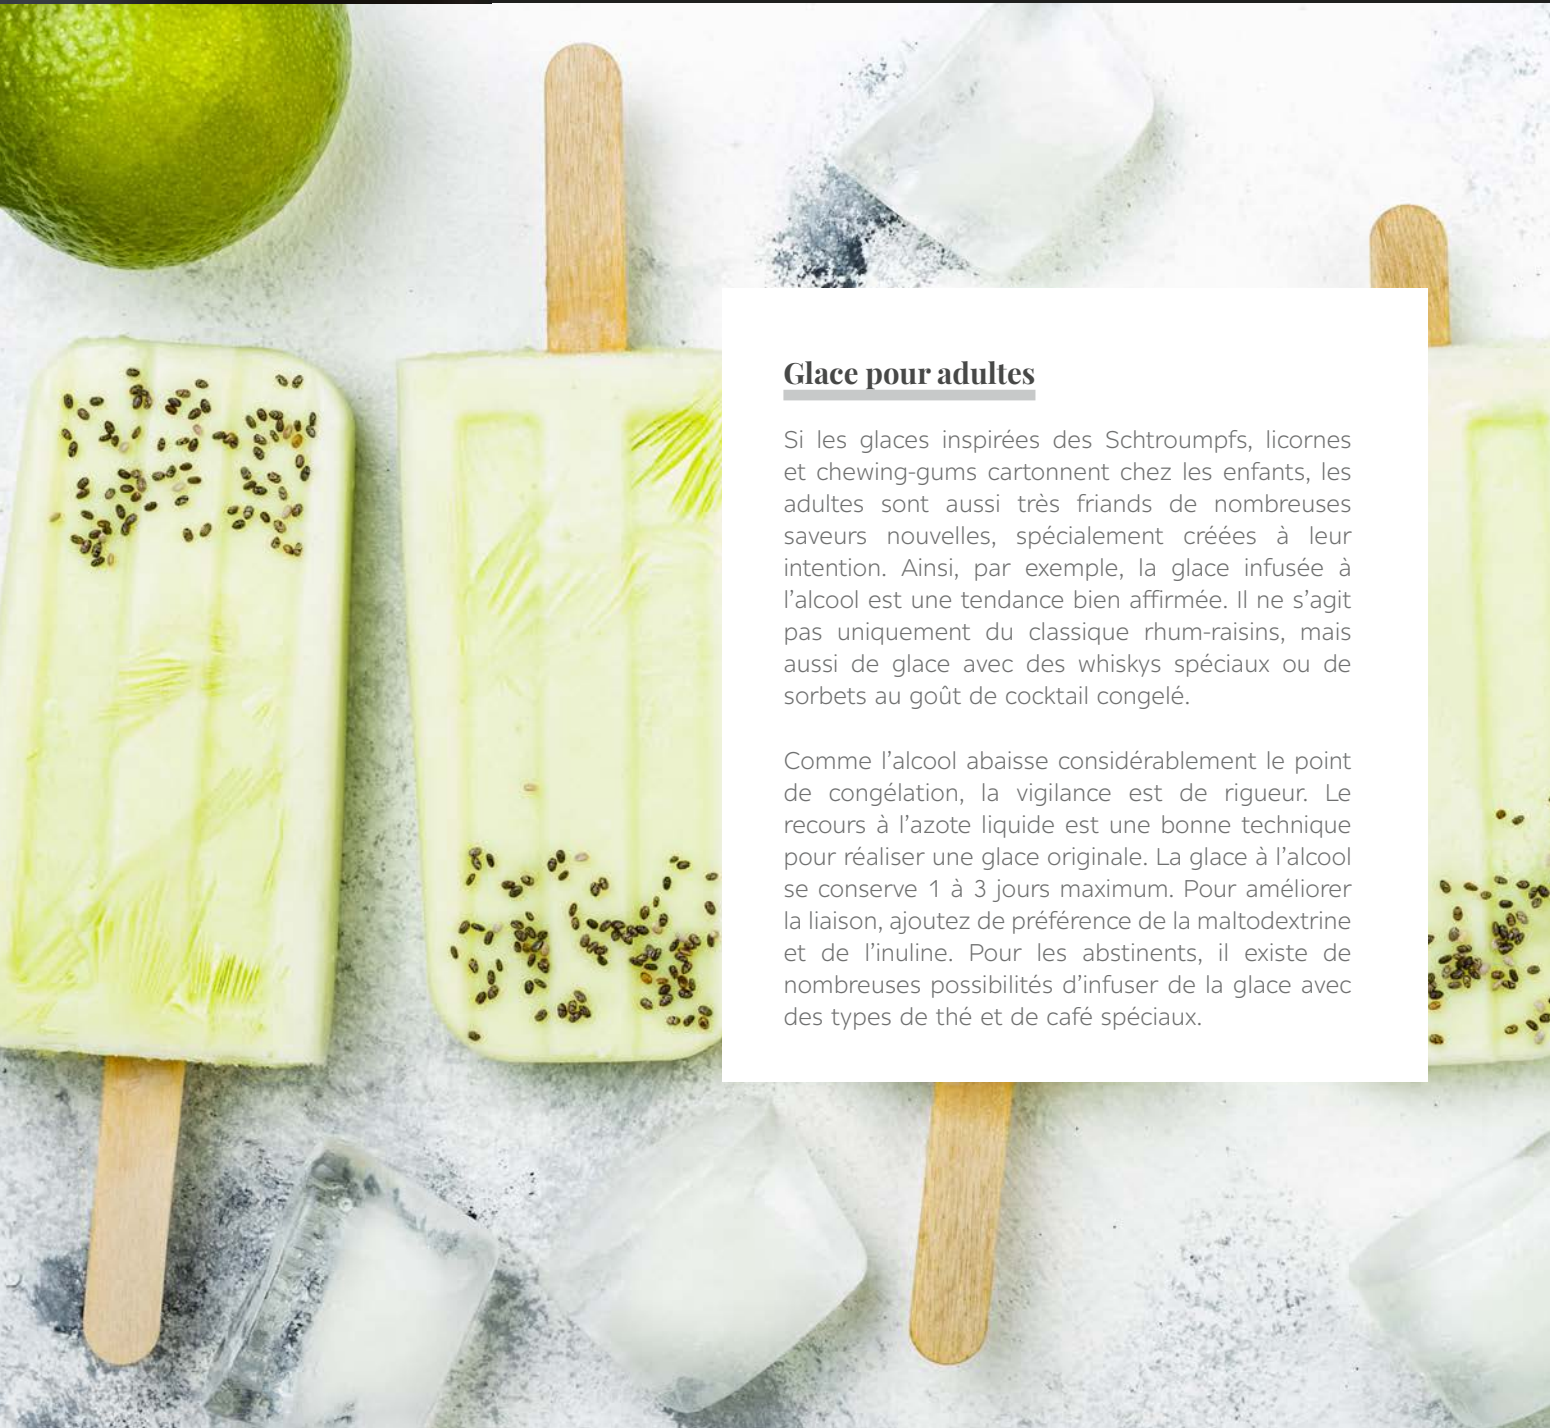 Glace pour adultes
Si les glaces inspirées des Schtroumpfs, licornes
et chewing-gums cartonnent chez les enfants, les
adultes sont aussi très friands de nombreuses
saveurs nouvelles, spécialement créées à leur
intention. Ainsi, par exemple, la glace infusée à
l’alcool est une tendance bien affirmée. Il ne s’agit
pas uniquement du classique rhum-raisins, mais
aussi de glace avec des whiskys spéciaux ou de
sorbets au goût de cocktail congelé.
Comme l’alcool abaisse considérablement le point
de congélation, la vigilance est de rigueur. Le
recours à l’azote liquide est une bonne technique
pour réaliser une glace originale. La glace à l’alcool
se conserve 1 à 3 jours maximum. Pour améliorer
la liaison, ajoutez de préférence de la maltodextrine
et de l’inuline. Pour les abstinents, il existe de
nombreuses possibilités d’infuser de la glace avec
des types de thé et de café spéciaux.